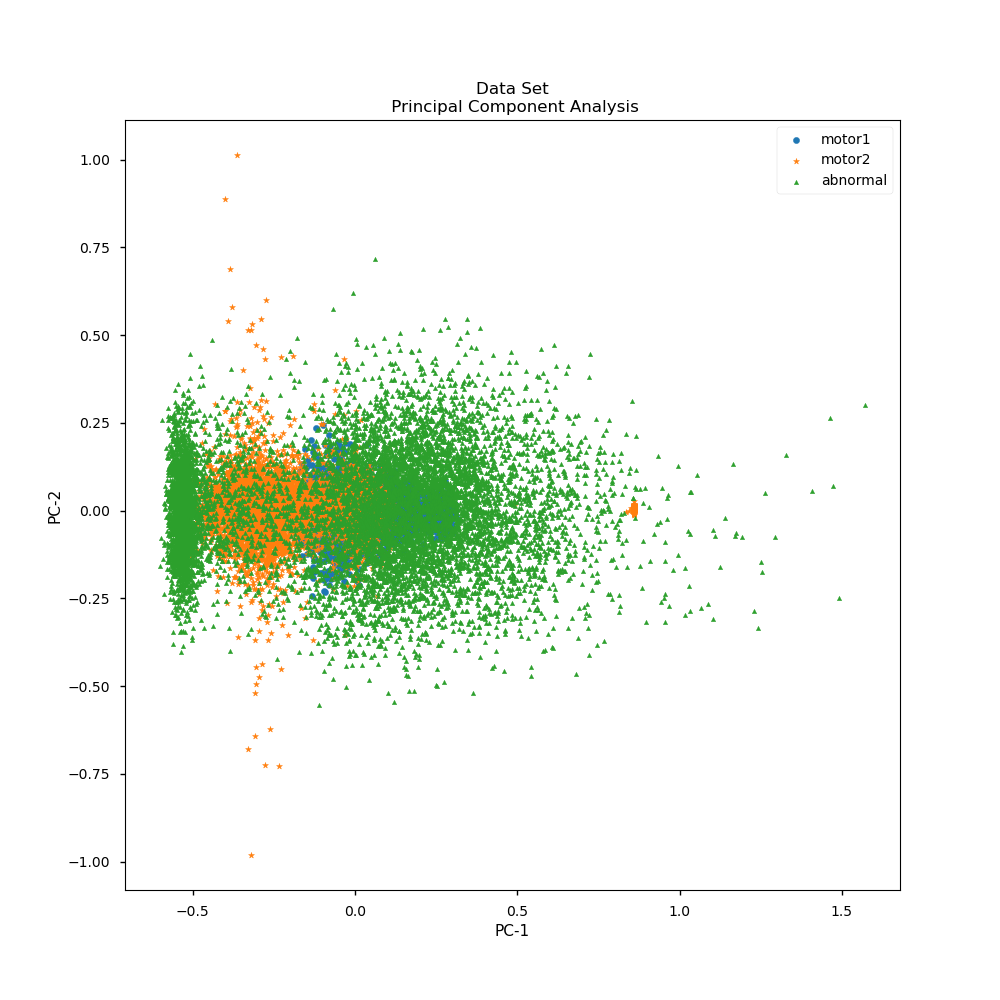 Data Set
Principal Component Analysis
motor1
motor2
abnormal
1.00
0.75
0.50
0.25
0.00
−0.25
−0.50
−0.75
−1.00
PC-2
−0.5
0.0
0.5
1.0
1.5
PC-1